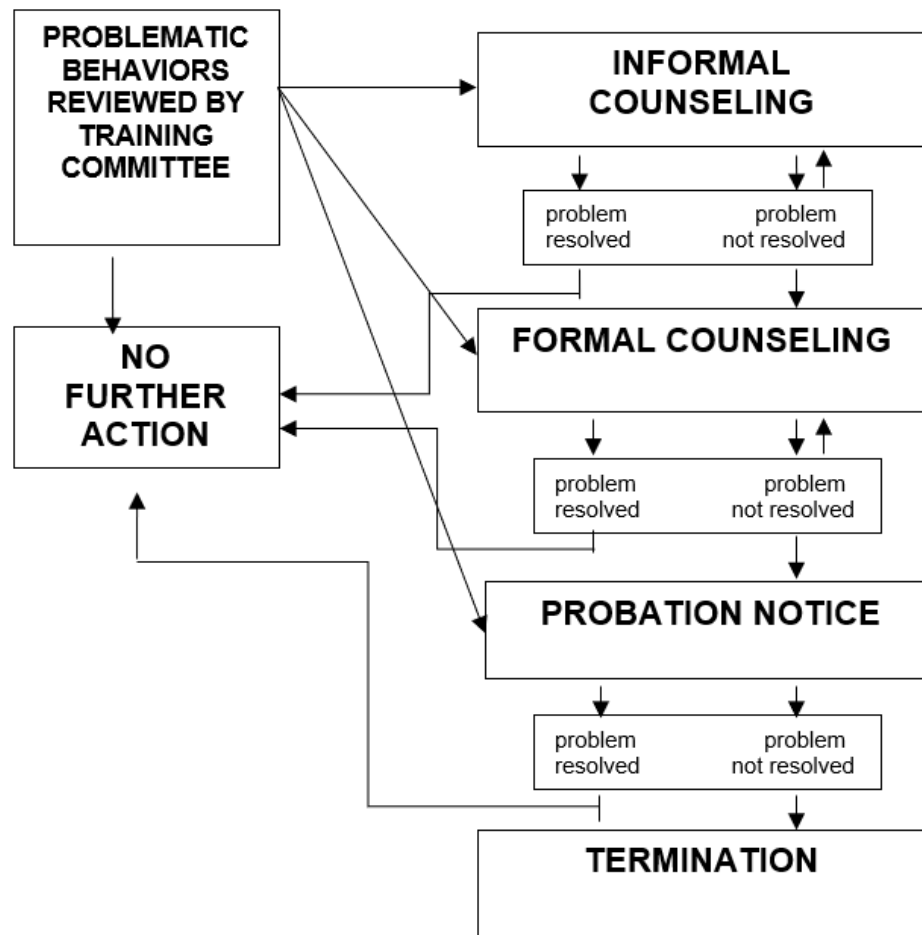 PROBLEMATIC
BEHAVIORS
REVIEWED BY
TRAINING
COMMITTEE
INFORMAL
COUNSELING
problem
resolved
problem
not resolved
NO
FURTHER
ACTION
FORMAL COUNSELING
problem
resolved
problem
not resolved
PROBATION NOTICE
problem
resolved
problem
not resolved
TERMINATION